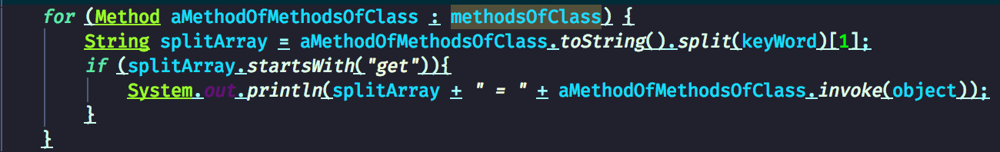 for (Method aMethodOfMethodsOfClass : methodsOfClass) {
String splitArray = aMethodOfMethodsOfClass.toString().split(keyWord)[1];
if (splitArray.startsWith("get")){
System.out.println(splitArray + " = " + aMethodOfMethodsOfClass.invoke(object));
}
}